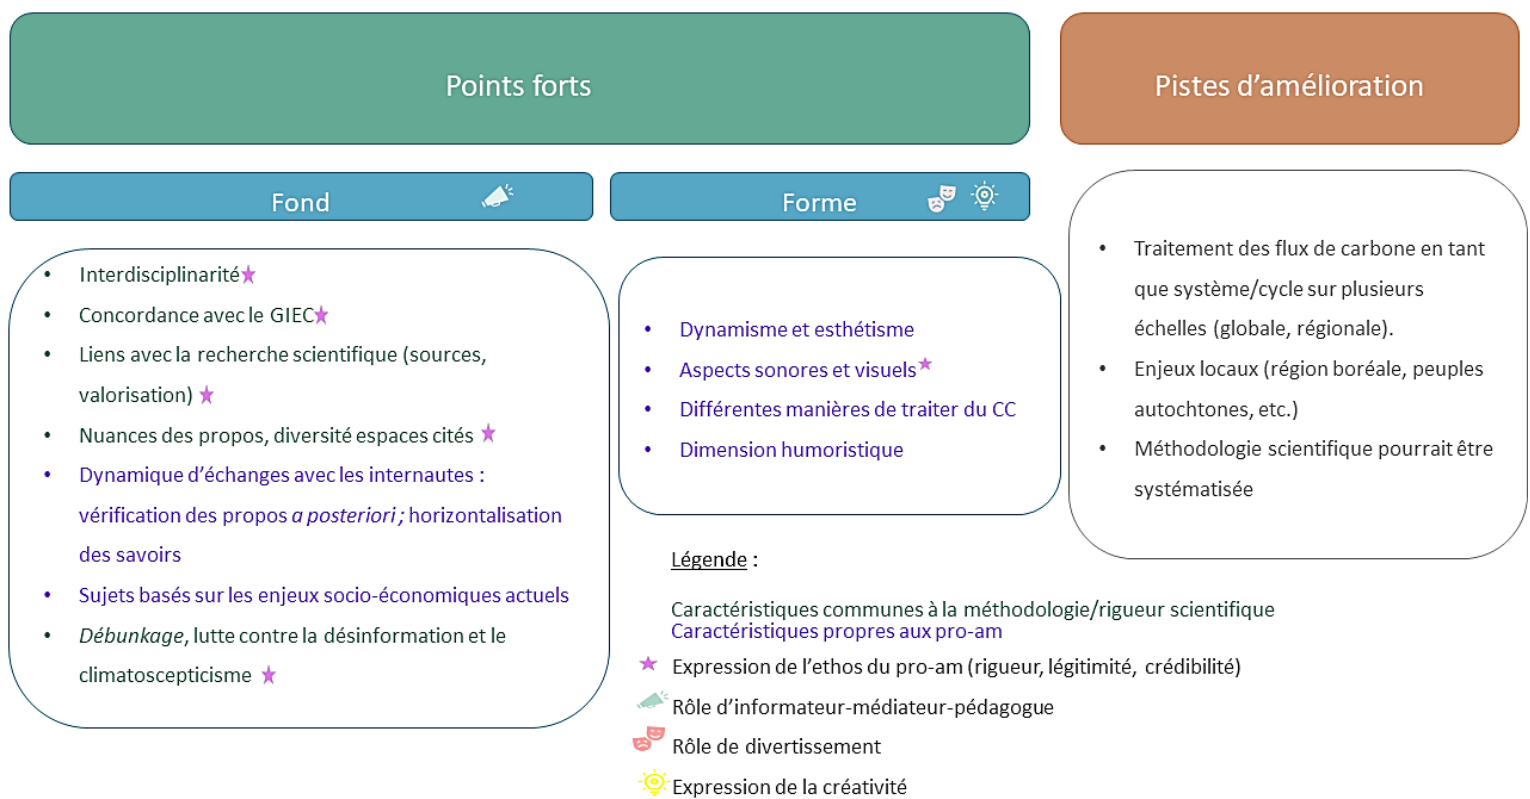 Points forts
Pistes d’amélioration
Fond
Forme
• Interdisciplinarité
• Concordance avec le GIEC
• Liens avec la recherche scientifique (sources,
valorisation)
• Nuances des propos, diversité espaces cités
• Dynamique d’échanges avec les internautes :
vérification des propos a posteriori ; horizontalisation
des savoirs
• Sujets basés sur les enjeux socio-économiques actuels
• Débunkage, lutte contre la désinformation et le
climatoscepticisme
• Dynamisme et esthétisme
• Aspects sonores et visuels
• Différentes manières de traiter du CC
• Dimension humoristique
• Traitement des flux de carbone en tant
que système/cycle sur plusieurs
échelles (globale, régionale).
• Enjeux locaux (région boréale, peuples
autochtones, etc.)
• Méthodologie scientifique pourrait être
systématisée
Légende :
Caractéristiques communes à la méthodologie/rigueur scientifique
Caractéristiques propres aux pro-am
Expression de l’ethos du pro-am (rigueur, légitimité, crédibilité)
Rôle d’informateur-médiateur-pédagogue
Rôle de divertissement
Expression de la créativité